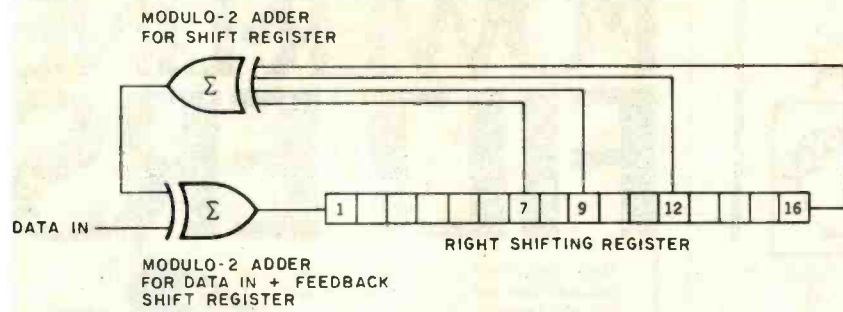 MODULO-2 ADDER
FOR SHIFT REGISTER
Σ
Σ
DATA IN
1 7 9 12 16
RIGHT SHIFTING REGISTER
MODULO-2 ADDER
FOR DATA IN + FEEDBACK
SHIFT REGISTER